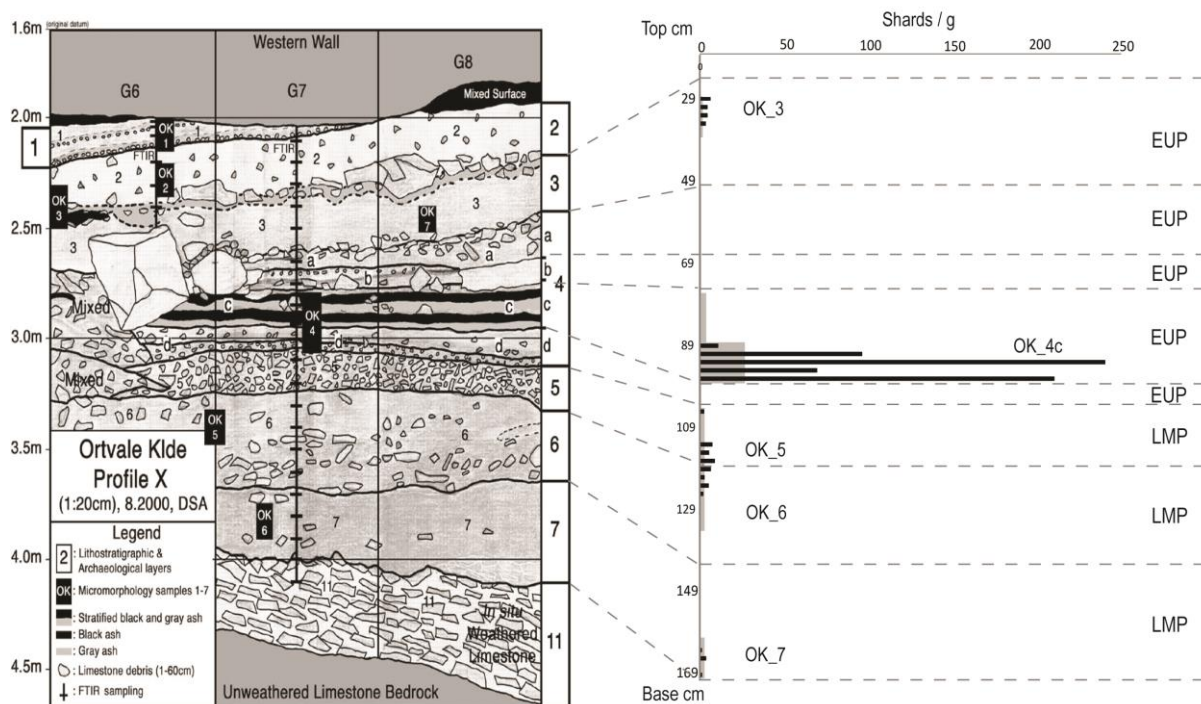 1.6m (original datum)
Western Wall
G8
G6
G7
Mixed Surface
2.0m
1
1
1
OK
1
2
2
FTIR
FTIR
2
OK
2
2
3
OK
3
3
OK
7
2.5m
3
3
a
a
a
b
b
4
Mixed
c
c
c
OK
4
3.0m
d
d
d
d
Mixed
5
5
5
OK
5
6
6
6
6
3.5m
Ortvale Klde
Profile X
(1:20cm), 8.2000, DSA
OK
6
7
7
7
Legend
2 : Lithostratigraphic &
Archaeological layers
OK : Micromorphology samples 1-7
: Stratified black and gray ash
: Black ash
: Gray ash
: Limestone debris (1-60cm)
: FTIR sampling
4.0m
11
11
In situ
Weathered
Limestone
11
4.5m
Unweathered Limestone Bedrock
Top cm
Shards / g
0
50
100
150
200
250
0
29
OK_3
EUP
49
EUP
69
EUP
89
OK_4c
EUP
EUP
109
OK_5
LMP
129
OK_6
LMP
149
LMP
OK_7
169
Base cm